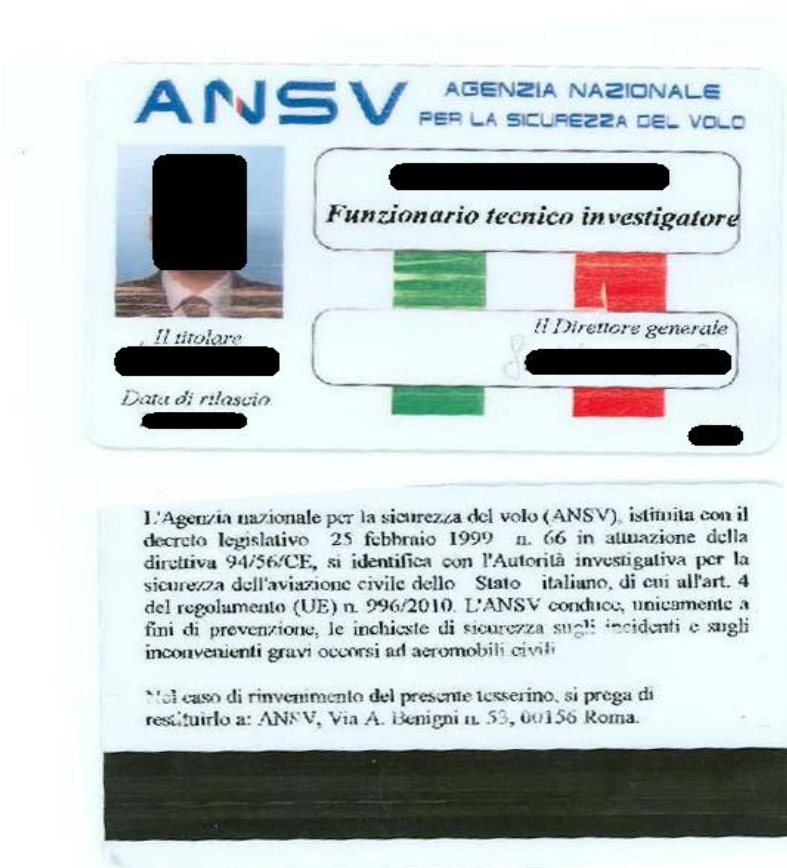 ANSV
AGENZIA NAZIONALE
PER LA SICUREZZA DEL VOLO
Funzionario tecnico investigatore
Il titolare
Il Direttore generale
Data di rilascio
L'Agenzia nazionale per la sicurezza del volo (ANSV), istituita con il
decreto legislativo 25 febbraio 1999 n. 66 in attuazione della
direttiva 94/56/CE, si identifica con l'Autorità investigativa per la
sicurezza dell'aviazione civile dello Stato italiano, di cui all'art. 4
del regolamento (UE) n. 996/2010. L'ANSV conduce, unicamente a
fini di prevenzione, le inchieste di sicurezza sugli incidenti e sugli
inconvenienti gravi occorsi ad aeromobili civili
Nel caso di rinvenimento del presente tesserino, si prega di
restituirlo a: ANSV, Via A. Benigni n. 53, 00156 Roma.